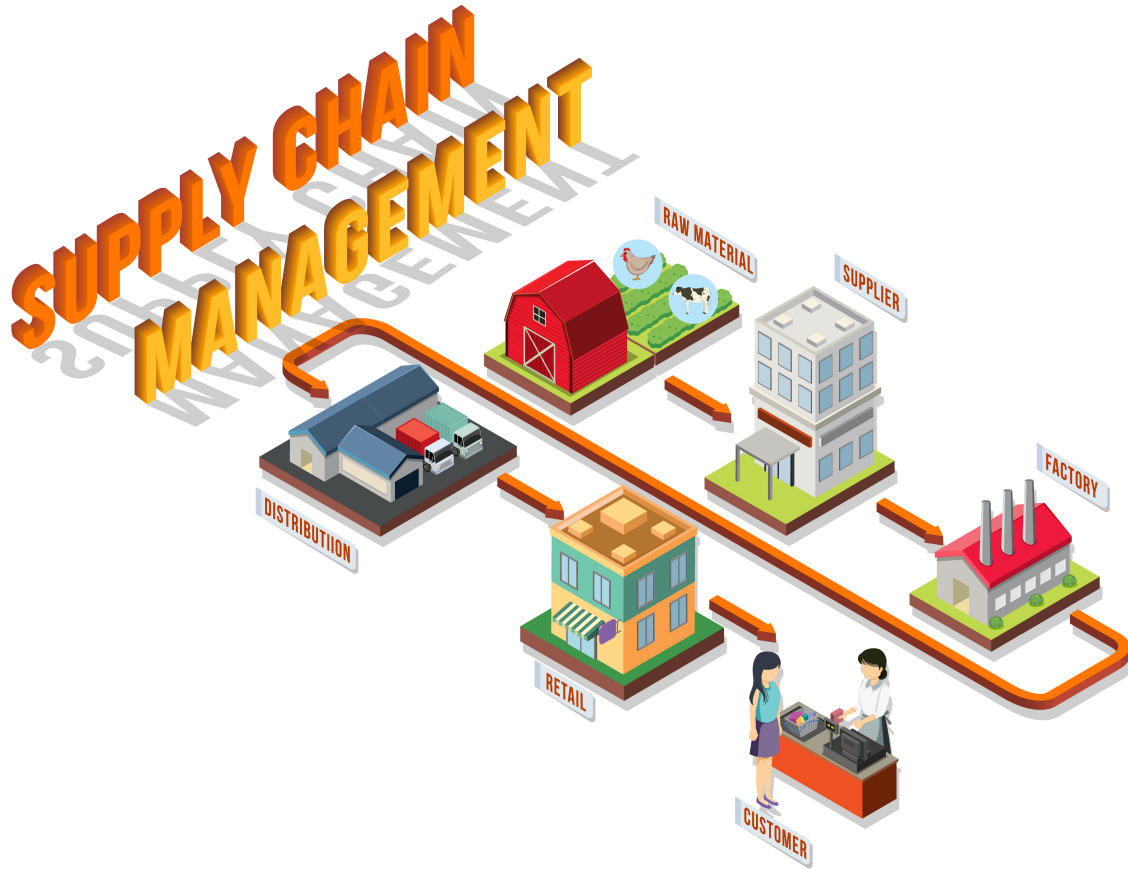 SUPPLY CHAIN
MANAGEMENT
RAW MATERIAL
SUPPLIER
FACTORY
DISTRIBUTIION
RETAIL
CUSTOMER